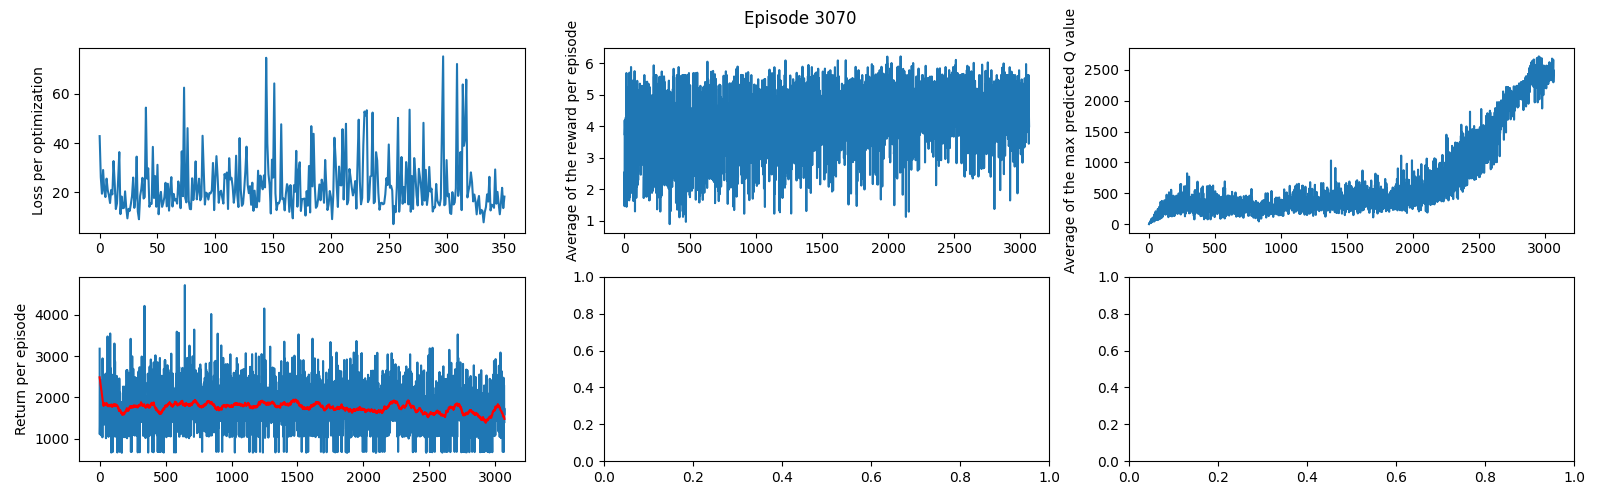 Episode 3070
Loss per optimization
60
40
20
0 50 100 150 200 250 300 350
Average of the reward per episode
6
5
4
3
2
1
0 500 1000 1500 2000 2500 3000
Average of the max predicted Q value
2500
2000
1500
1000
500
0
0 500 1000 1500 2000 2500 3000
Return per episode
4000
3000
2000
1000
0 500 1000 1500 2000 2500 3000
1.0
0.8
0.6
0.4
0.2
0.0
0.0 0.2 0.4 0.6 0.8 1.0
1.0
0.8
0.6
0.4
0.2
0.0
0.0 0.2 0.4 0.6 0.8 1.0